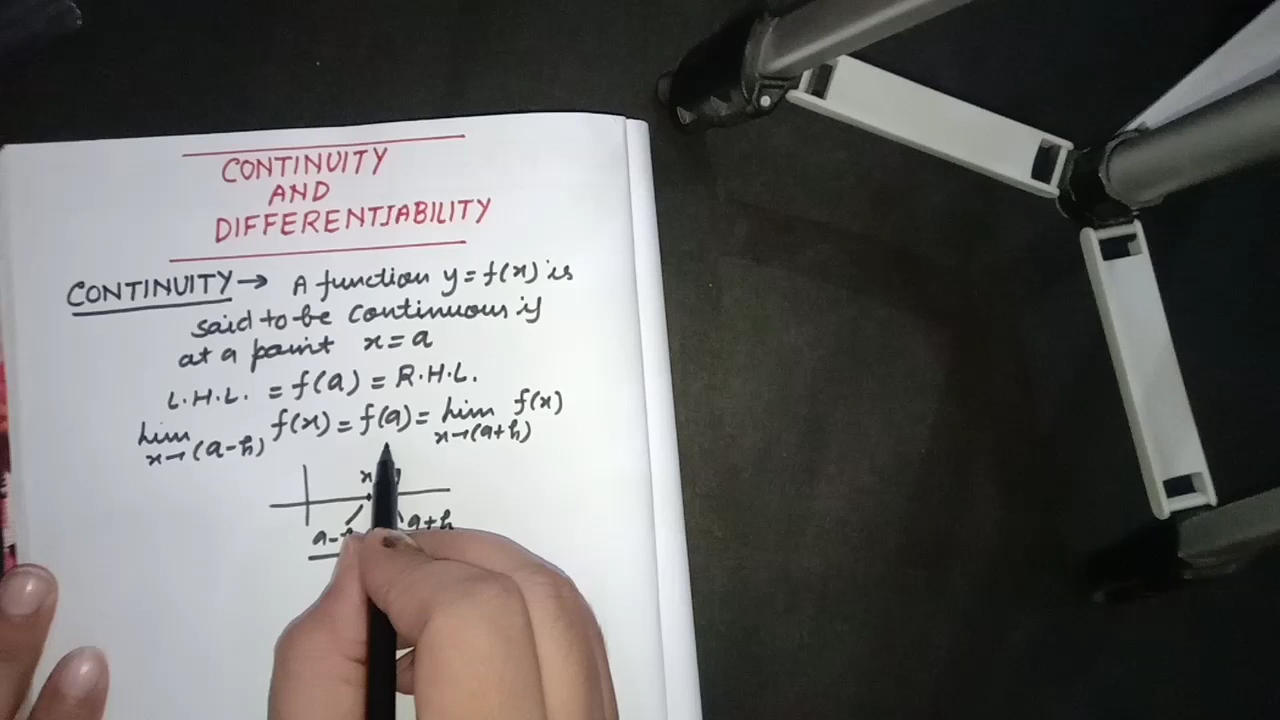 CONTINUITY
AND
DIFFERENTIABILITY
CONTINUITY → A function y = f(x) is
said to be continuous if
at a point x = a
L.H.L. = f(a) = R.H.L.
lim f(x) = f(a) = lim f(x)
x→(a-h) x→(a+h)
x
a- a+h